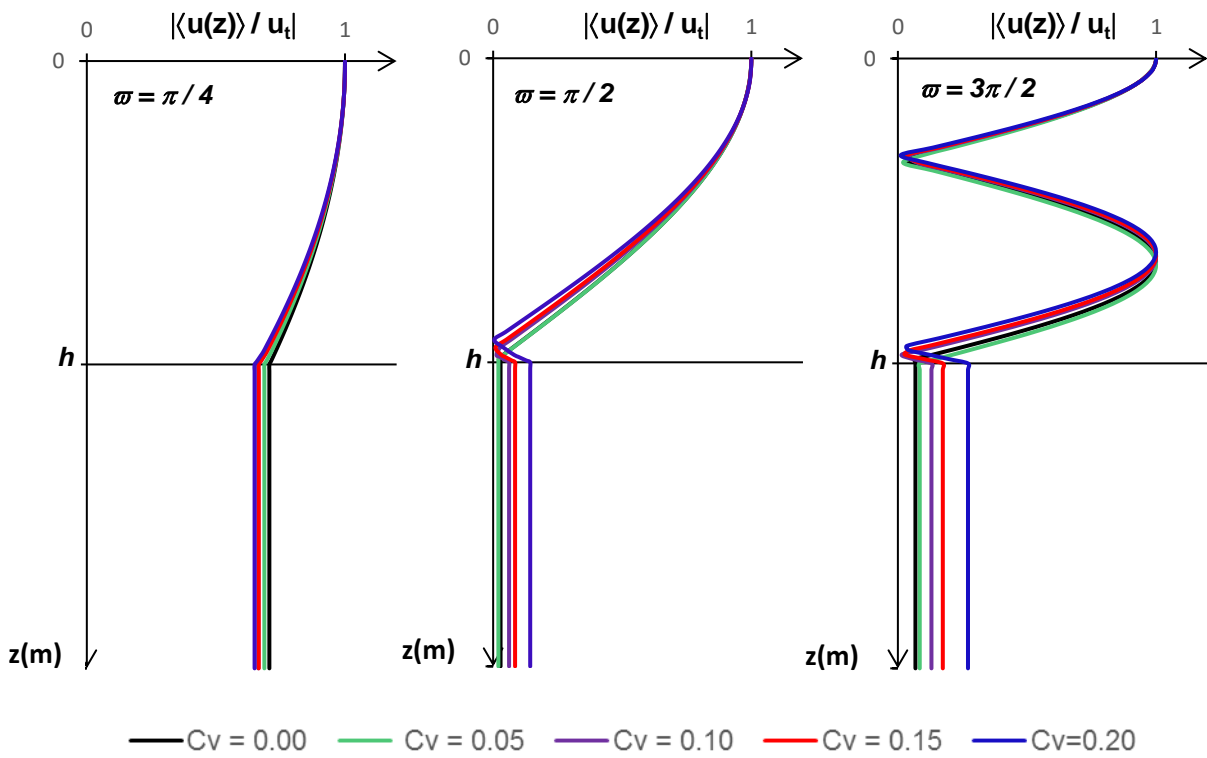 0 |⟨u(z)⟩ / uₜ| 1
0
ϖ = π / 4
h
z(m)
0 |⟨u(z)⟩ / uₜ| 1
0
ϖ = π / 2
h
z(m)
0 |⟨u(z)⟩ / uₜ| 1
0
ϖ = 3π / 2
h
z(m)
Cv = 0.00 Cv = 0.05 Cv = 0.10 Cv = 0.15 Cv=0.20